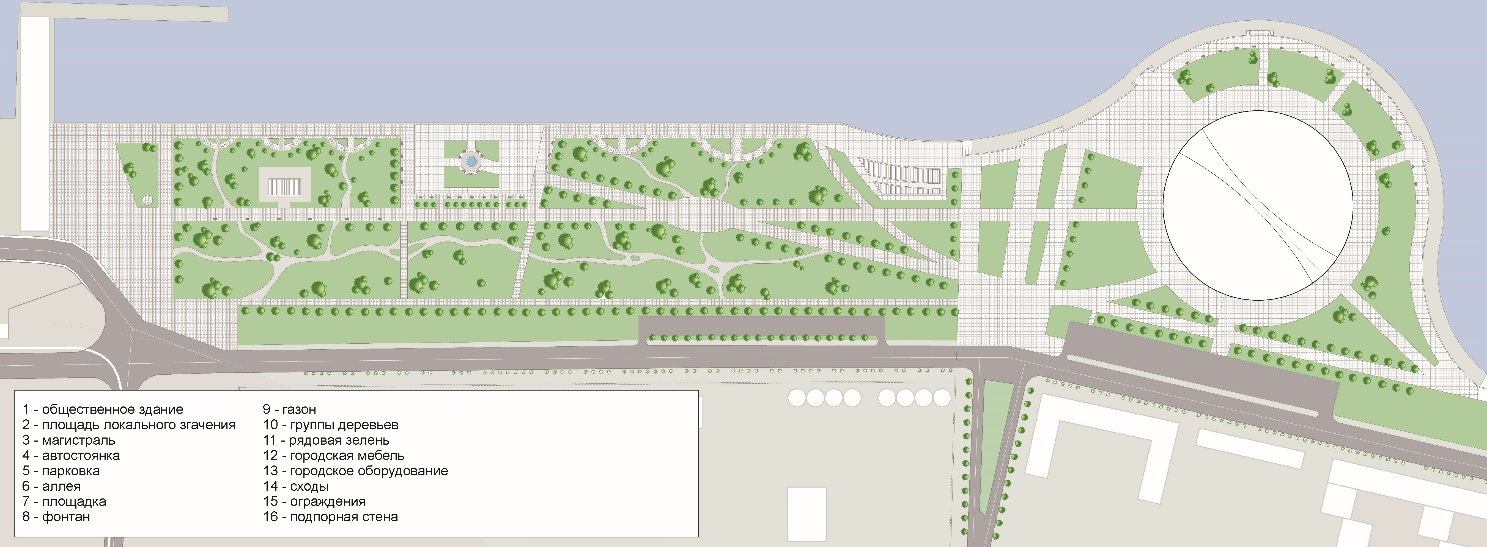 1 - общественное здание
2 - площадь локального згачения
3 - магистраль
4 - автостоянка
5 - парковка
6 - аллея
7 - площадка
8 - фонтан
9 - газон
10 - группы деревьев
11 - рядовая зелень
12 - городская мебель
13 - городское оборудование
14 - сходы
15 - ограждения
16 - подпорная стена